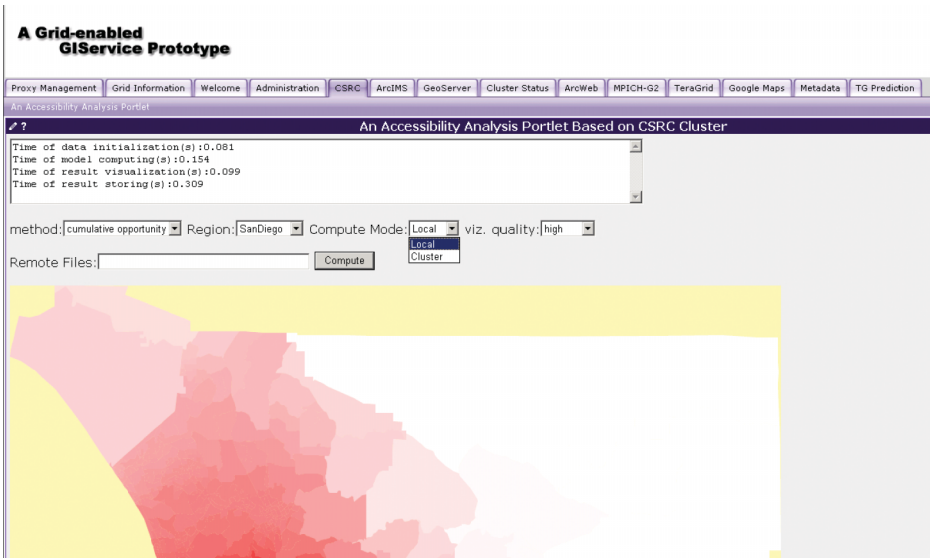 A Grid-enabled
GIService Prototype
Proxy Management Grid Information Welcome Administration CSRC ArcIMS GeoServer Cluster Status ArcWeb MPICH-G2 TeraGrid Google Maps Metadata TG Prediction
An Accessibility Analysis Portlet
? An Accessibility Analysis Portlet Based on CSRC Cluster
Time of data initialization(s):0.081
Time of model computing(s):0.154
Time of result visualization(s):0.099
Time of result storing(s):0.309
method: cumulative opportunity Region: SanDiego Compute Mode: Local viz. quality: high
Local
Cluster
Remote Files: Compute